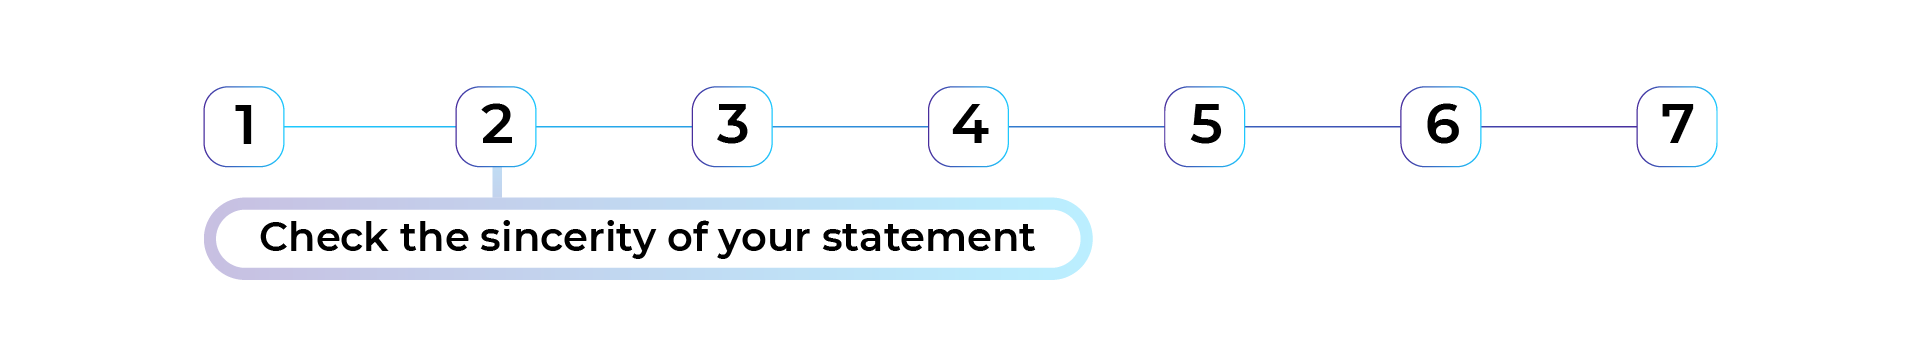 1 2 3 4 5 6 7
Check the sincerity of your statement